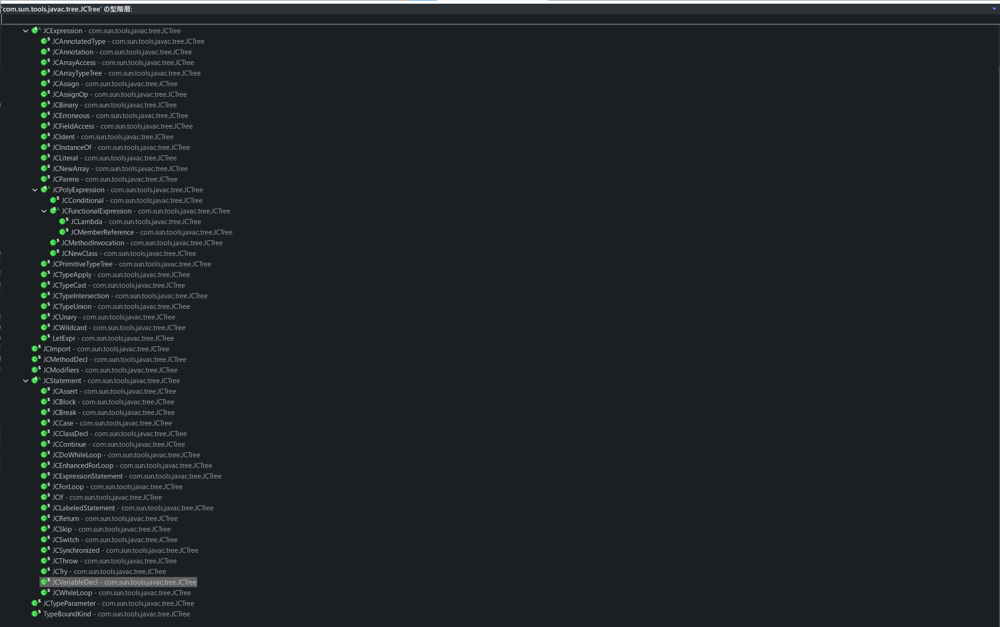 'com.sun.tools.javac.tree.JCTree' の型階層:
JCExpression - com.sun.tools.javac.tree.JCTree
JCAnnotatedType - com.sun.tools.javac.tree.JCTree
JCAnnotation - com.sun.tools.javac.tree.JCTree
JCArrayAccess - com.sun.tools.javac.tree.JCTree
JCArrayTypeTree - com.sun.tools.javac.tree.JCTree
JCAssign - com.sun.tools.javac.tree.JCTree
JCAssignOp - com.sun.tools.javac.tree.JCTree
JCBinary - com.sun.tools.javac.tree.JCTree
JCErroneous - com.sun.tools.javac.tree.JCTree
JCFieldAccess - com.sun.tools.javac.tree.JCTree
JCIdent - com.sun.tools.javac.tree.JCTree
JCInstanceOf - com.sun.tools.javac.tree.JCTree
JCLiteral - com.sun.tools.javac.tree.JCTree
JCNewArray - com.sun.tools.javac.tree.JCTree
JCParens - com.sun.tools.javac.tree.JCTree
JCPolyExpression - com.sun.tools.javac.tree.JCTree
JCConditional - com.sun.tools.javac.tree.JCTree
JCFunctionalExpression - com.sun.tools.javac.tree.JCTree
JCLambda - com.sun.tools.javac.tree.JCTree
JCMemberReference - com.sun.tools.javac.tree.JCTree
JCMethodInvocation - com.sun.tools.javac.tree.JCTree
JCNewClass - com.sun.tools.javac.tree.JCTree
JCPrimitiveTypeTree - com.sun.tools.javac.tree.JCTree
JCTypeApply - com.sun.tools.javac.tree.JCTree
JCTypeCast - com.sun.tools.javac.tree.JCTree
JCTypeIntersection - com.sun.tools.javac.tree.JCTree
JCTypeUnion - com.sun.tools.javac.tree.JCTree
JCUnary - com.sun.tools.javac.tree.JCTree
JCWildcard - com.sun.tools.javac.tree.JCTree
LetExpr - com.sun.tools.javac.tree.JCTree
JCImport - com.sun.tools.javac.tree.JCTree
JCMethodDecl - com.sun.tools.javac.tree.JCTree
JCModifiers - com.sun.tools.javac.tree.JCTree
JCStatement - com.sun.tools.javac.tree.JCTree
JCAssert - com.sun.tools.javac.tree.JCTree
JCBlock - com.sun.tools.javac.tree.JCTree
JCBreak - com.sun.tools.javac.tree.JCTree
JCCase - com.sun.tools.javac.tree.JCTree
JCClassDecl - com.sun.tools.javac.tree.JCTree
JCContinue - com.sun.tools.javac.tree.JCTree
JCDoWhileLoop - com.sun.tools.javac.tree.JCTree
JCEnhancedForLoop - com.sun.tools.javac.tree.JCTree
JCExpressionStatement - com.sun.tools.javac.tree.JCTree
JCForLoop - com.sun.tools.javac.tree.JCTree
JCIf - com.sun.tools.javac.tree.JCTree
JCLabeledStatement - com.sun.tools.javac.tree.JCTree
JCReturn - com.sun.tools.javac.tree.JCTree
JCSkip - com.sun.tools.javac.tree.JCTree
JCSwitch - com.sun.tools.javac.tree.JCTree
JCSynchronized - com.sun.tools.javac.tree.JCTree
JCThrow - com.sun.tools.javac.tree.JCTree
JCTry - com.sun.tools.javac.tree.JCTree
JCVariableDecl - com.sun.tools.javac.tree.JCTree
JCWhileLoop - com.sun.tools.javac.tree.JCTree
JCTypeParameter - com.sun.tools.javac.tree.JCTree
TypeBoundKind - com.sun.tools.javac.tree.JCTree